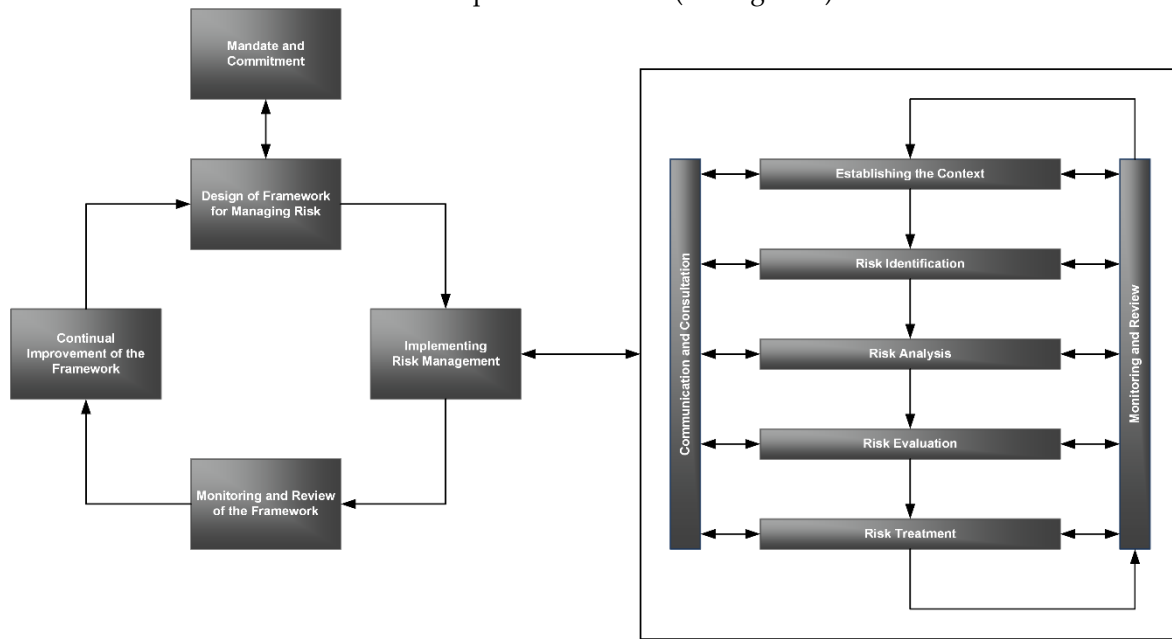 Mandate and
Commitment
Design of Framework
for Managing Risk
Continual
Improvement of the
Framework
Implementing
Risk Management
Monitoring and Review
of the Framework
Communication and Consultation
Establishing the Context
Risk Identification
Risk Analysis
Risk Evaluation
Risk Treatment
Monitoring and Review